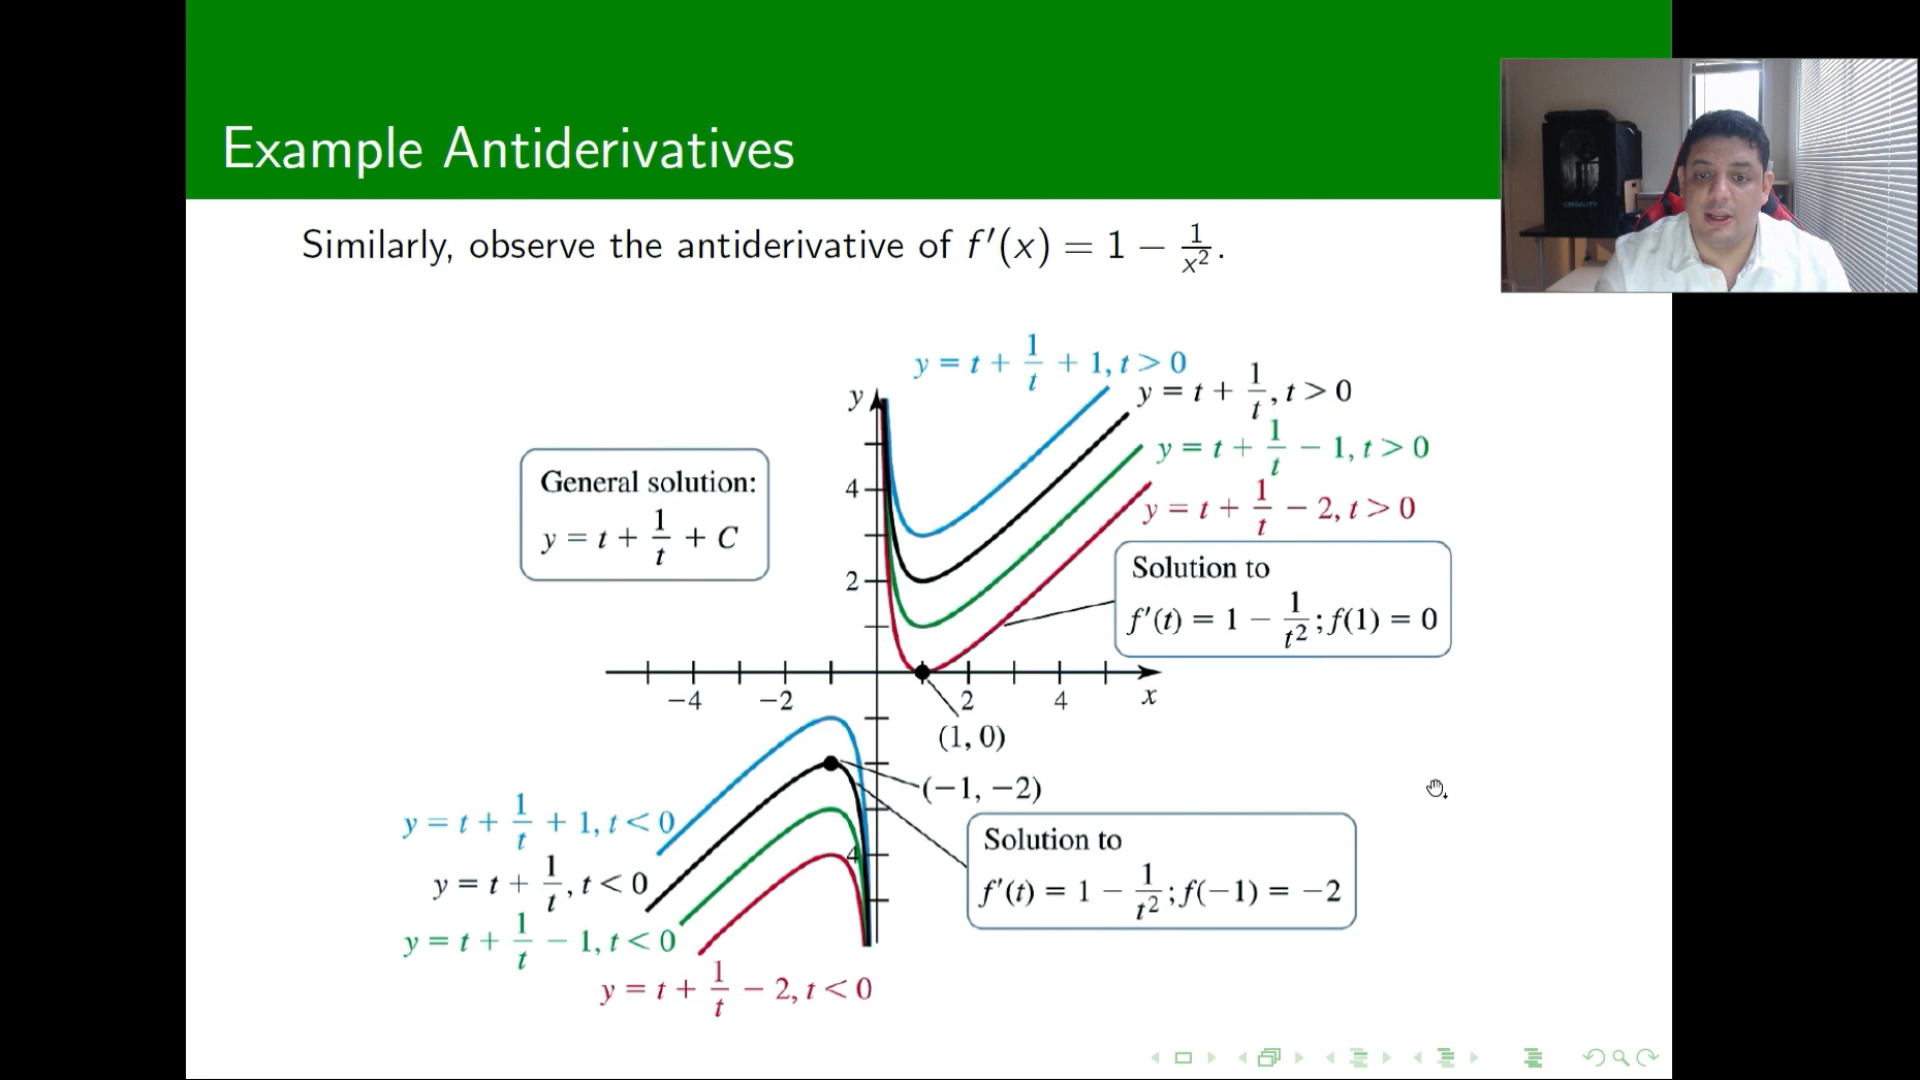 Example Antiderivatives
Similarly, observe the antiderivative of f′(x) = 1 − 1/x².
y = t + 1/t + 1, t > 0
y = t + 1/t, t > 0
y = t + 1/t − 1, t > 0
y = t + 1/t − 2, t > 0
y
General solution:
y = t + 1/t + C
4
2
Solution to
f′(t) = 1 − 1/t²; f(1) = 0
−4 −2 2 4 x
(1, 0)
(−1, −2)
y = t + 1/t + 1, t < 0
4
Solution to
f′(t) = 1 − 1/t²; f(−1) = −2
y = t + 1/t, t < 0
y = t + 1/t − 1, t < 0
y = t + 1/t − 2, t < 0
CREALITY